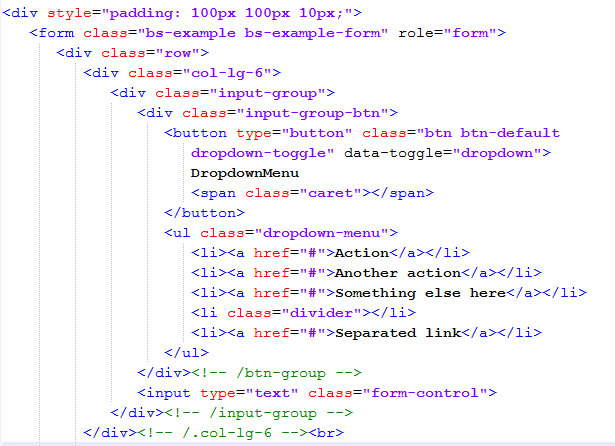 <div style="padding: 100px 100px 10px;">
<form class="bs-example bs-example-form" role="form">
<div class="row">
<div class="col-lg-6">
<div class="input-group">
<div class="input-group-btn">
<button type="button" class="btn btn-default
dropdown-toggle" data-toggle="dropdown">
DropdownMenu
<span class="caret"></span>
</button>
<ul class="dropdown-menu">
<li><a href="#">Action</a></li>
<li><a href="#">Another action</a></li>
<li><a href="#">Something else here</a></li>
<li class="divider"></li>
<li><a href="#">Separated link</a></li>
</ul>
</div><!-- /btn-group -->
<input type="text" class="form-control">
</div><!-- /input-group -->
</div><!-- /.col-lg-6 --><br>